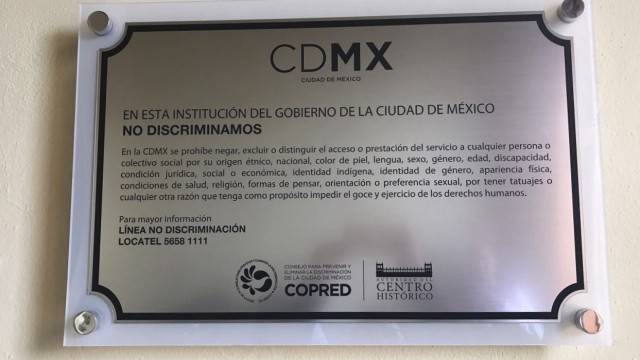 CDMX
CIUDAD DE MÉXICO
EN ESTA INSTITUCIÓN DEL GOBIERNO DE LA CIUDAD DE MÉXICO
NO DISCRIMINAMOS
En la CDMX se prohíbe negar, excluir o distinguir el acceso o prestación del servicio a cualquier persona o
colectivo social por su origen étnico, nacional, color de piel, lengua, sexo, género, edad, discapacidad,
condición jurídica, social o económica, identidad indígena, identidad de género, apariencia física,
condiciones de salud, religión, formas de pensar, orientación o preferencia sexual, por tener tatuajes o
cualquier otra razón que tenga como propósito impedir el goce y ejercicio de los derechos humanos.
Para mayor información
LÍNEA NO DISCRIMINACIÓN
LOCATEL 5658 1111
CONSEJO PARA PREVENIR Y
ELIMINAR LA DISCRIMINACIÓN
DE LA CIUDAD DE MÉXICO
COPRED
AUTORIDAD DEL
CENTRO
HISTÓRICO